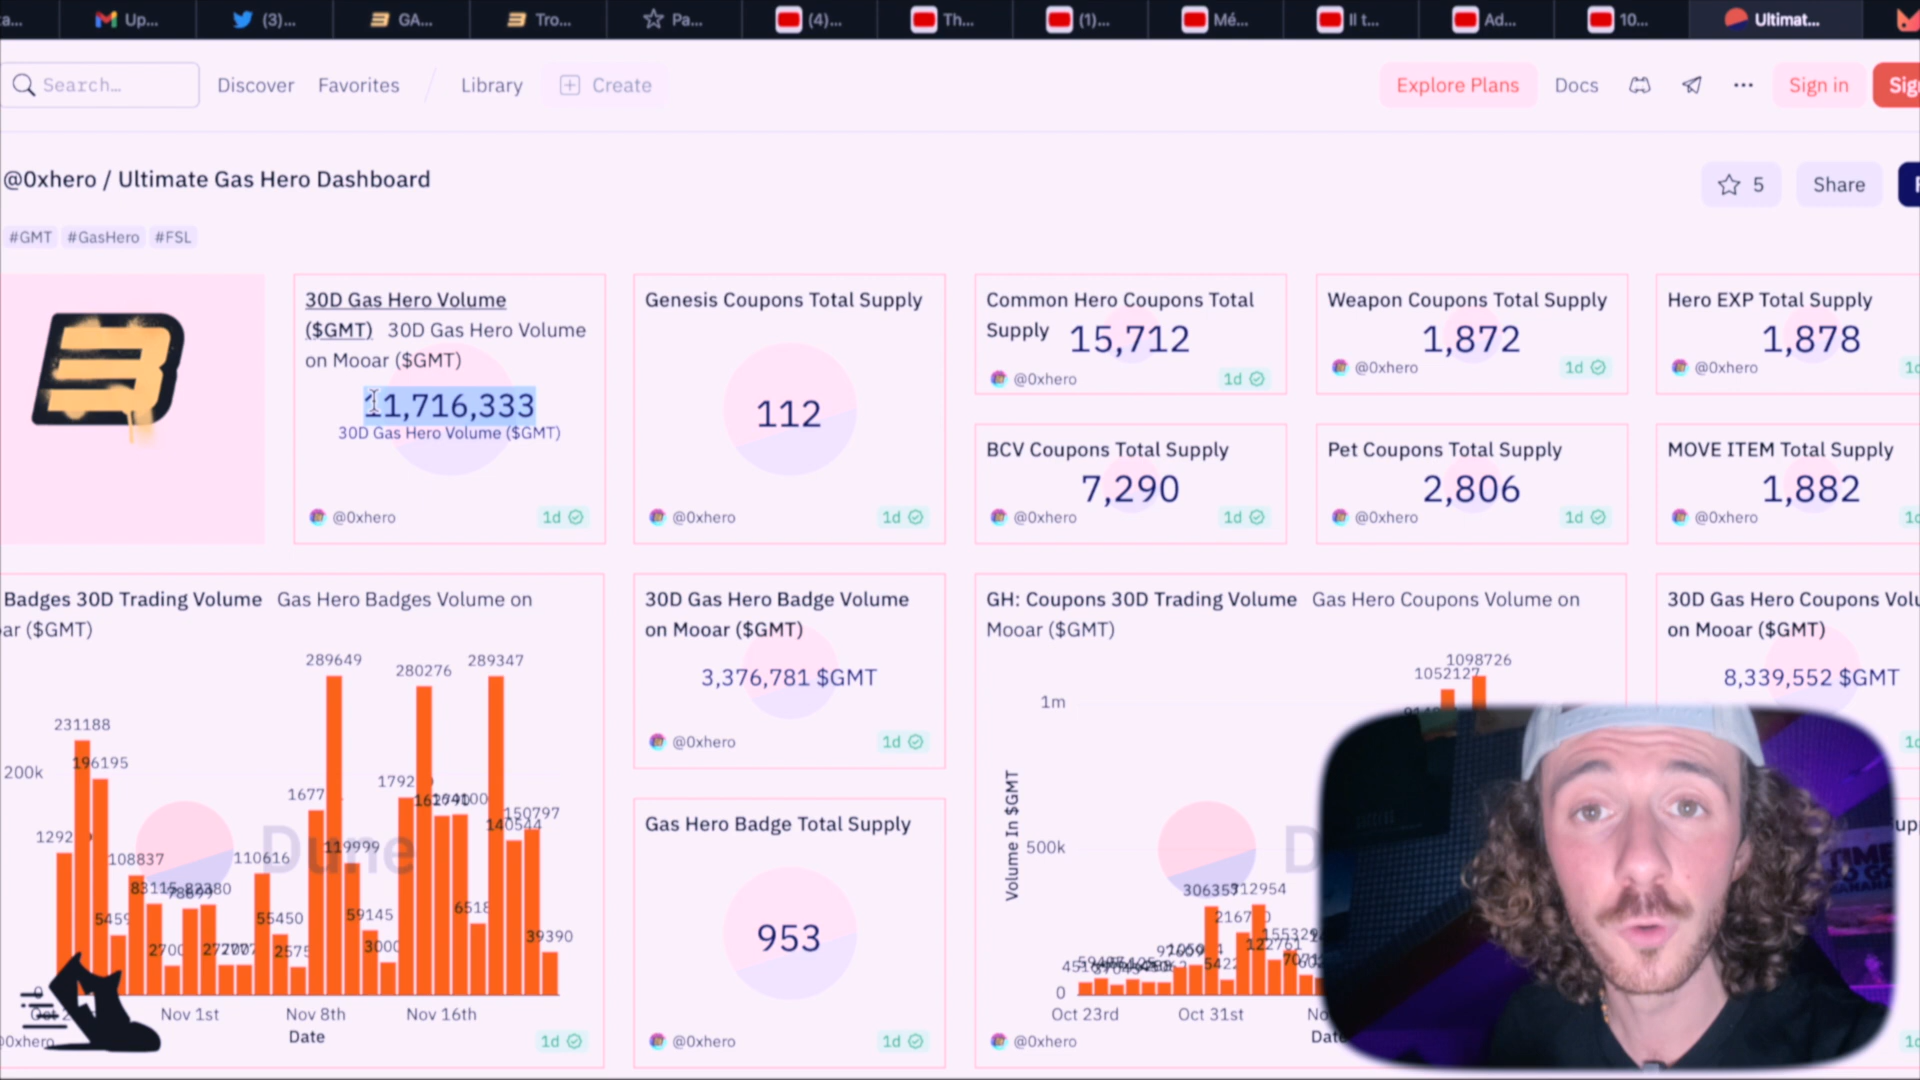 Up...
(3)...
GA...
Tro...
Pa...
(4)...
Th...
(1)...
Mé...
Il t...
Ad...
10...
Ultimat...
Search...
Discover
Favorites
Library
Create
Explore Plans
Docs
Sign in
@0xhero / Ultimate Gas Hero Dashboard
5
Share
#GMT #GasHero #FSL
30D Gas Hero Volume
($GMT) 30D Gas Hero Volume
on Mooar ($GMT)
11,716,333
30D Gas Hero Volume ($GMT)
@0xhero
1d
Genesis Coupons Total Supply
112
@0xhero
1d
Common Hero Coupons Total
Supply 15,712
@0xhero
1d
Weapon Coupons Total Supply
1,872
@0xhero
1d
Hero EXP Total Supply
1,878
@0xhero
BCV Coupons Total Supply
7,290
@0xhero
1d
Pet Coupons Total Supply
2,806
@0xhero
1d
MOVE ITEM Total Supply
1,882
@0xhero
Badges 30D Trading Volume Gas Hero Badges Volume on
ar ($GMT)
289649
280276
289347
231188
196195
200k
150797
140544
108837
110616
119999
55450
59145
39390
Dune
0
Nov 1st
Nov 8th
Nov 16th
Date
1d
30D Gas Hero Badge Volume
on Mooar ($GMT)
3,376,781 $GMT
@0xhero
1d
Gas Hero Badge Total Supply
953
@0xhero
1d
GH: Coupons 30D Trading Volume Gas Hero Coupons Volume on
Mooar ($GMT)
1098726
1052127
1m
Volume In $GMT
500k
312954
0
Oct 23rd
Oct 31st
@0xhero
30D Gas Hero Coupons Volu
on Mooar ($GMT)
8,339,552 $GMT